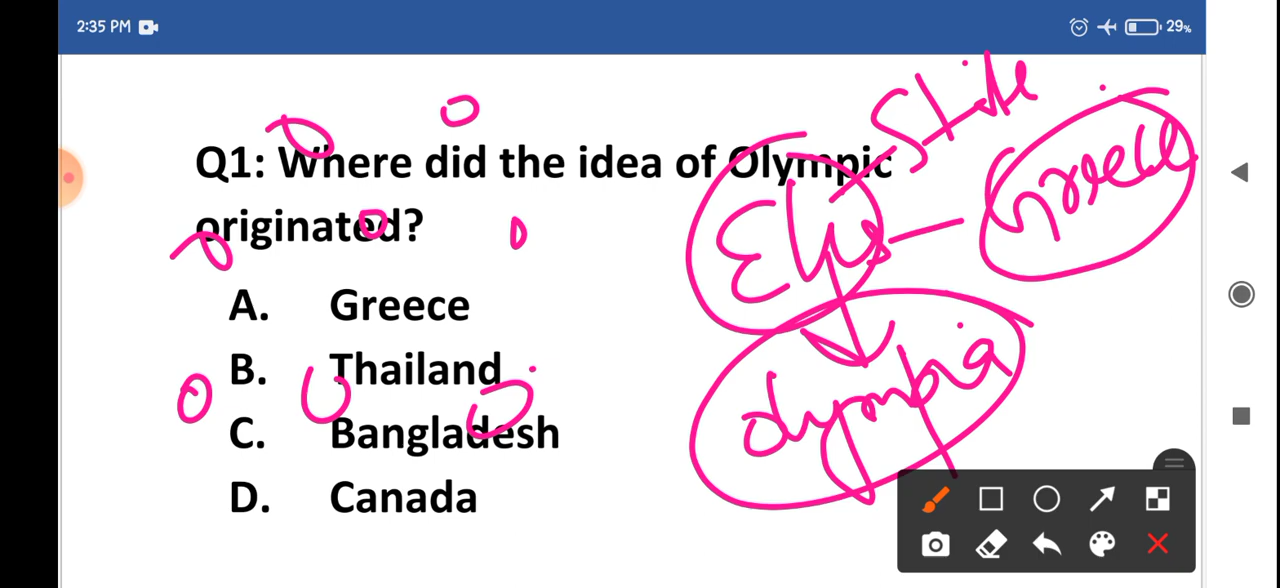 2:35 PM
29%
Q1: Where did the idea of Olympic
originated?
A. Greece
B. Thailand
C. Bangladesh
D. Canada
State
Elys
Greece
Olympia